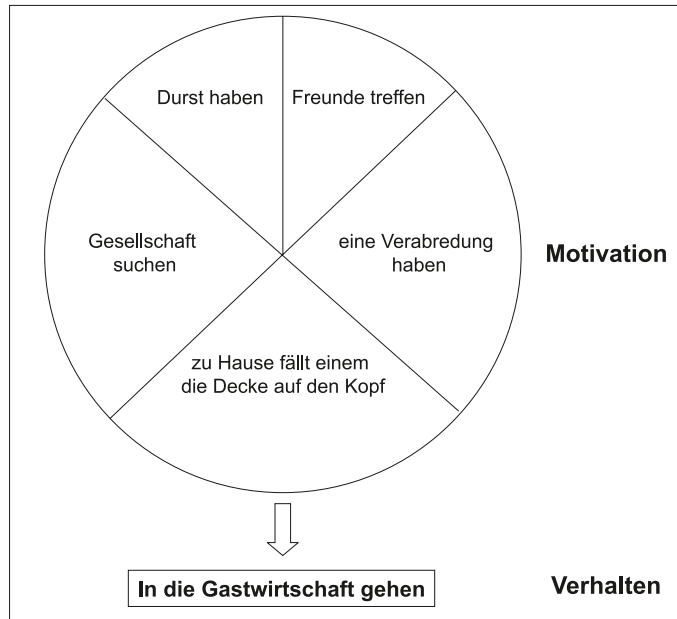 Durst haben
Freunde treffen
Gesellschaft
suchen
eine Verabredung
haben
Motivation
zu Hause fällt einem
die Decke auf den Kopf
In die Gastwirtschaft gehen
Verhalten